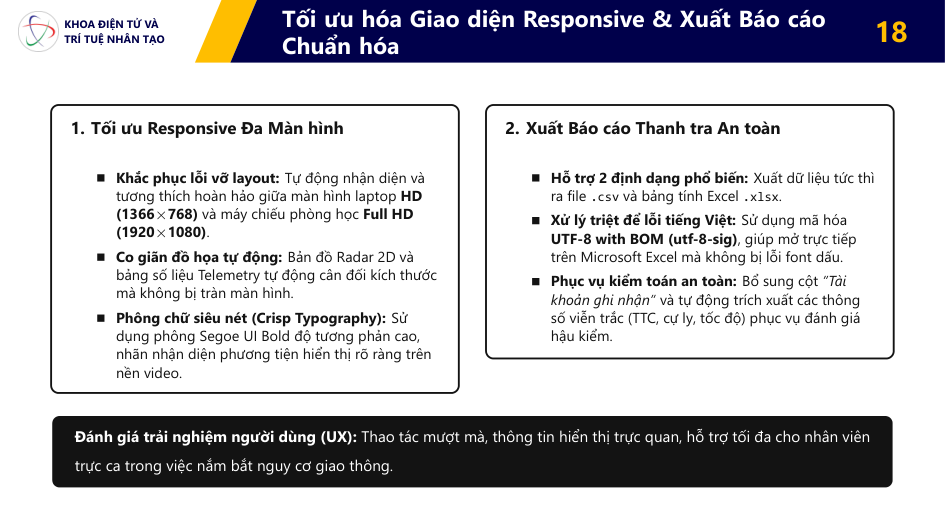 KHOA ĐIỆN TỬ VÀ
TRÍ TUỆ NHÂN TẠO
Tối ưu hóa Giao diện Responsive & Xuất Báo cáo
Chuẩn hóa
18
1. Tối ưu Responsive Đa Màn hình
■ Khắc phục lỗi vỡ layout: Tự động nhận diện và
tương thích hoàn hảo giữa màn hình laptop HD
(1366×768) và máy chiếu phòng học Full HD
(1920×1080).
■ Co giãn đồ họa tự động: Bản đồ Radar 2D và
bảng số liệu Telemetry tự động cân đối kích thước
mà không bị tràn màn hình.
■ Phông chữ siêu nét (Crisp Typography): Sử
dụng phông Segoe UI Bold độ tương phản cao,
nhãn nhận diện phương tiện hiển thị rõ ràng trên
nền video.
2. Xuất Báo cáo Thanh tra An toàn
■ Hỗ trợ 2 định dạng phổ biến: Xuất dữ liệu tức thì
ra file .csv và bảng tính Excel .xlsx.
■ Xử lý triệt để lỗi tiếng Việt: Sử dụng mã hóa
UTF-8 with BOM (utf-8-sig), giúp mở trực tiếp
trên Microsoft Excel mà không bị lỗi font dấu.
■ Phục vụ kiểm toán an toàn: Bổ sung cột "Tài
khoản ghi nhận" và tự động trích xuất các thông
số viễn trắc (TTC, cự ly, tốc độ) phục vụ đánh giá
hậu kiểm.
Đánh giá trải nghiệm người dùng (UX): Thao tác mượt mà, thông tin hiển thị trực quan, hỗ trợ tối đa cho nhân viên
trực ca trong việc nắm bắt nguy cơ giao thông.